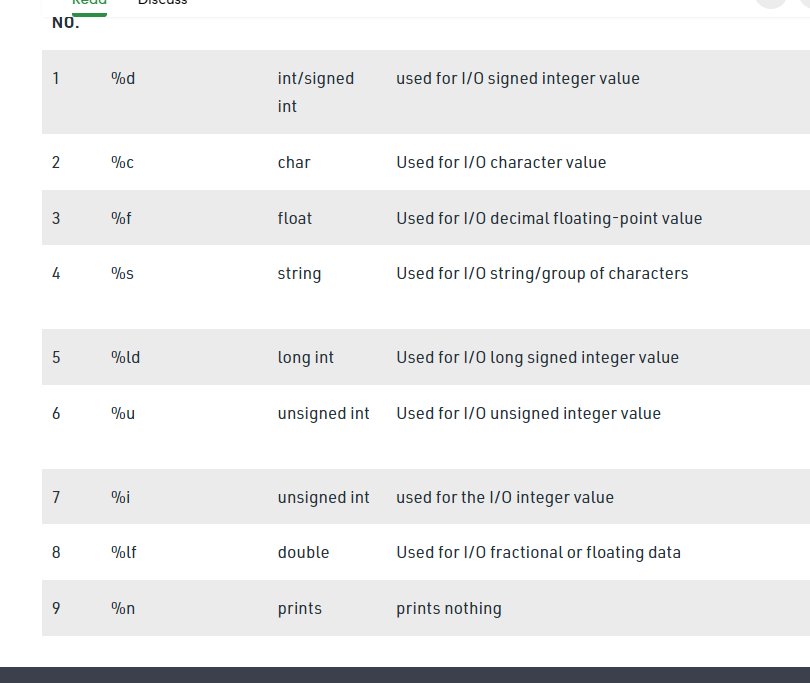 Read Discuss
NO.
1 %d int/signed int used for I/O signed integer value
2 %c char Used for I/O character value
3 %f float Used for I/O decimal floating-point value
4 %s string Used for I/O string/group of characters
5 %ld long int Used for I/O long signed integer value
6 %u unsigned int Used for I/O unsigned integer value
7 %i unsigned int used for the I/O integer value
8 %lf double Used for I/O fractional or floating data
9 %n prints prints nothing